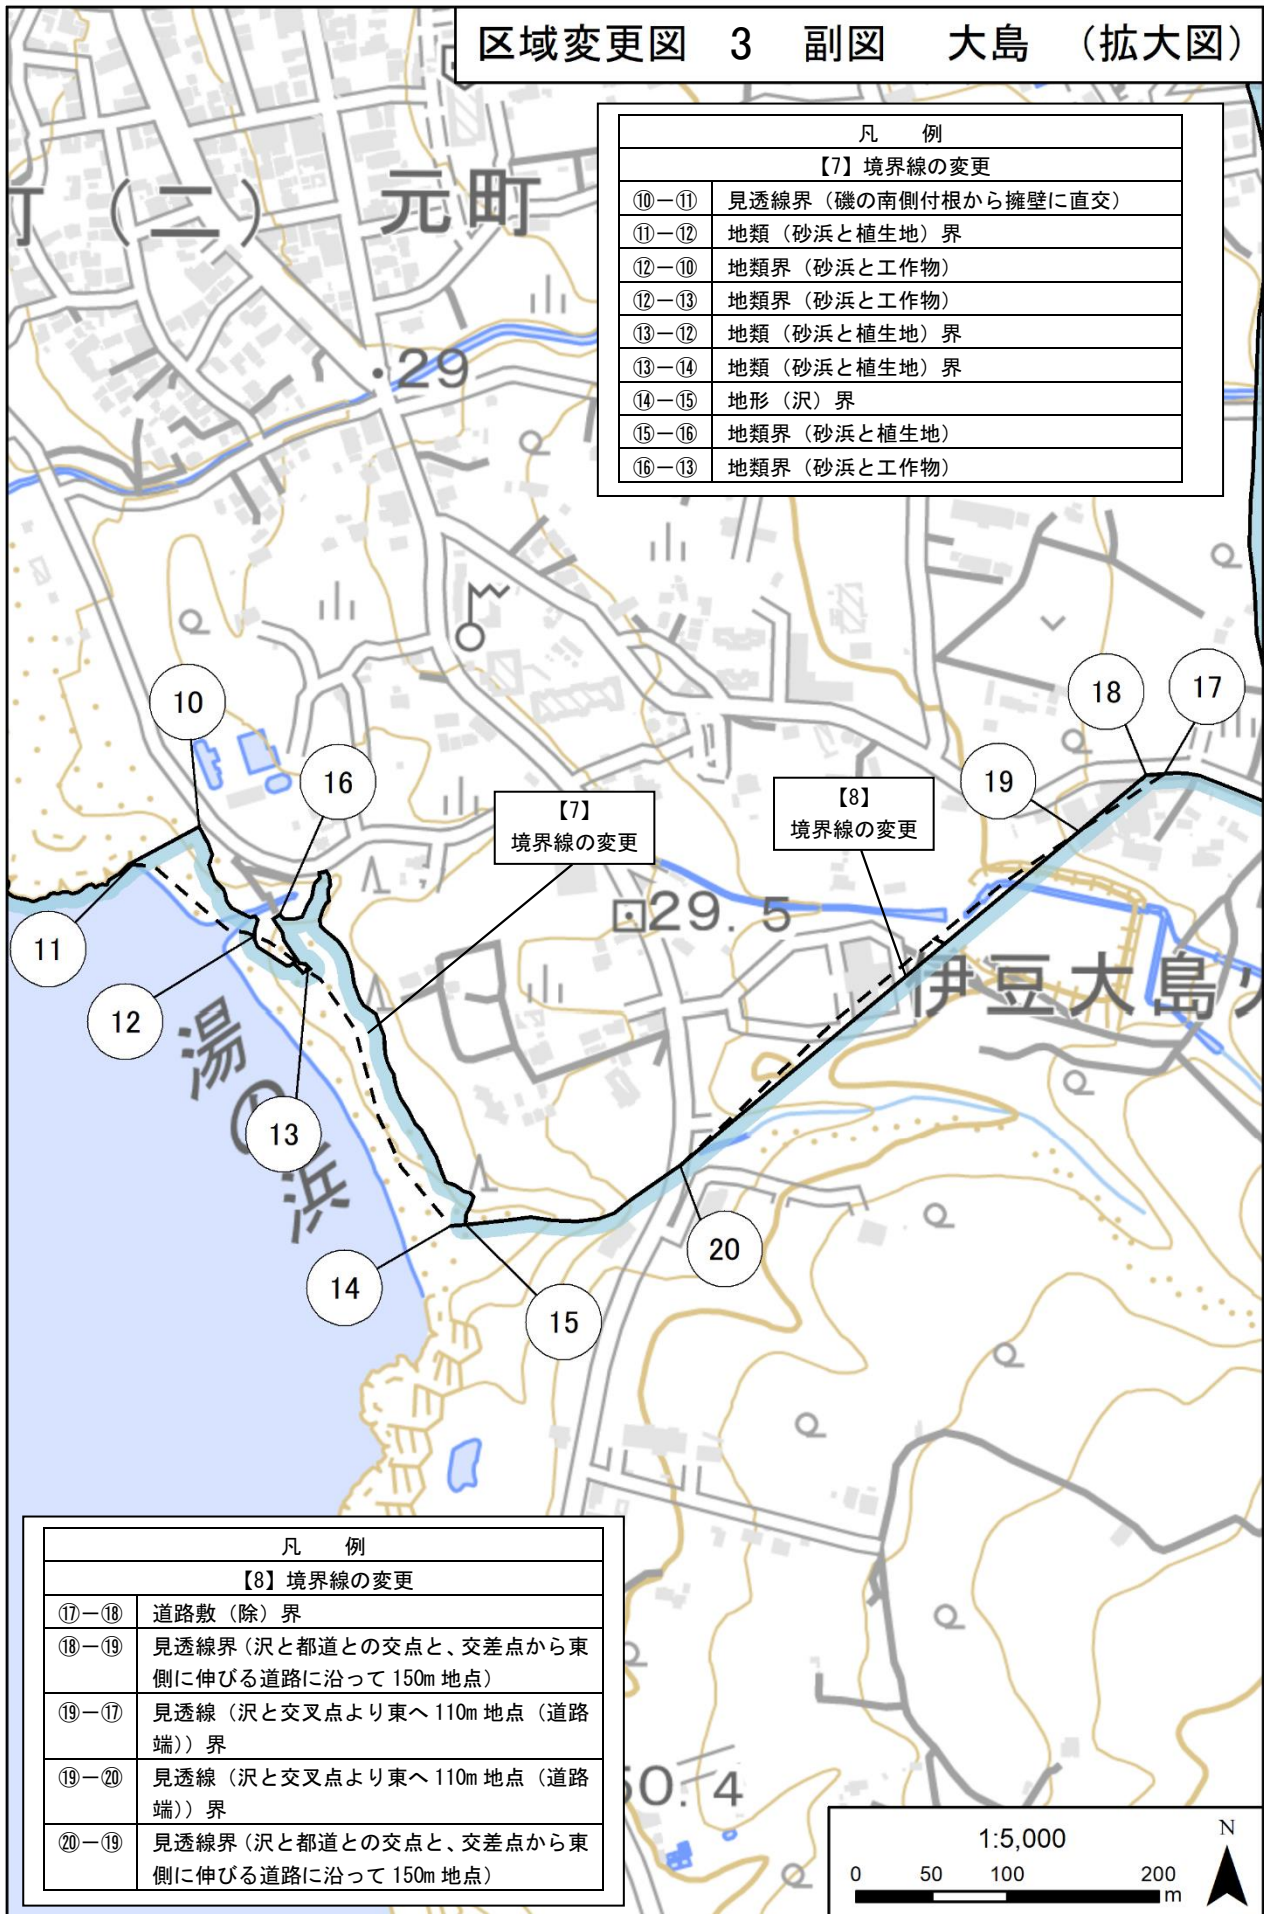 区域変更図　3　副図　大島　（拡大図）
凡　例
【7】境界線の変更
⑩－⑪ 見透線界（磯の南側付根から擁壁に直交）
⑪－⑫ 地類（砂浜と植生地）界
⑫－⑩ 地類界（砂浜と工作物）
⑫－⑬ 地類界（砂浜と工作物）
⑬－⑫ 地類（砂浜と植生地）界
⑬－⑭ 地類（砂浜と植生地）界
⑭－⑮ 地形（沢）界
⑮－⑯ 地類界（砂浜と植生地）
⑯－⑬ 地類界（砂浜と工作物）
町（二）　元町
29
10
16
18
17
19
【7】
境界線の変更
【8】
境界線の変更
29.5
11
12
伊豆大島
湯の浜
13
14
15
20
凡　例
【8】境界線の変更
⑰－⑱ 道路敷（除）界
⑱－⑲ 見透線界（沢と都道との交点と、交差点から東
側に伸びる道路に沿って150m地点）
⑲－⑰ 見透線（沢と交叉点より東へ110m地点（道路
端））界
⑲－⑳ 見透線（沢と交叉点より東へ110m地点（道路
端））界
⑳－⑲ 見透線界（沢と都道との交点と、交差点から東
側に伸びる道路に沿って150m地点）
50.4
1:5,000
N
0 50 100 200
m